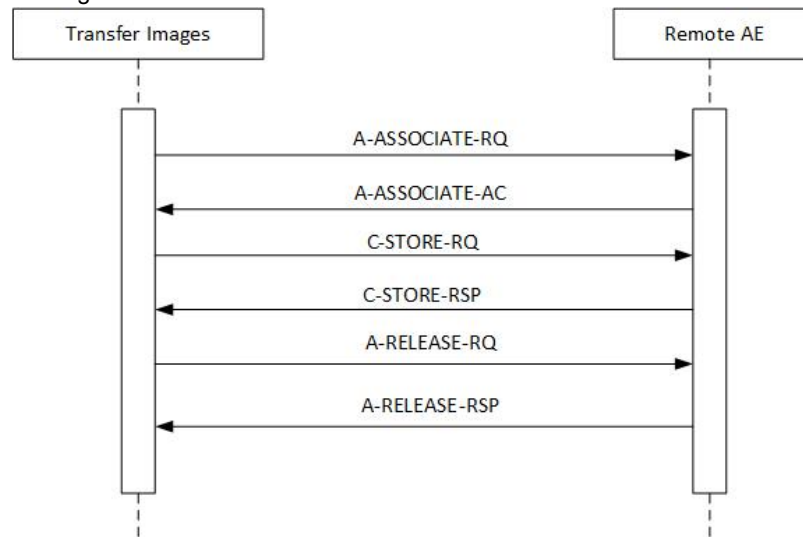 Transfer Images
Remote AE
A-ASSOCIATE-RQ
A-ASSOCIATE-AC
C-STORE-RQ
C-STORE-RSP
A-RELEASE-RQ
A-RELEASE-RSP